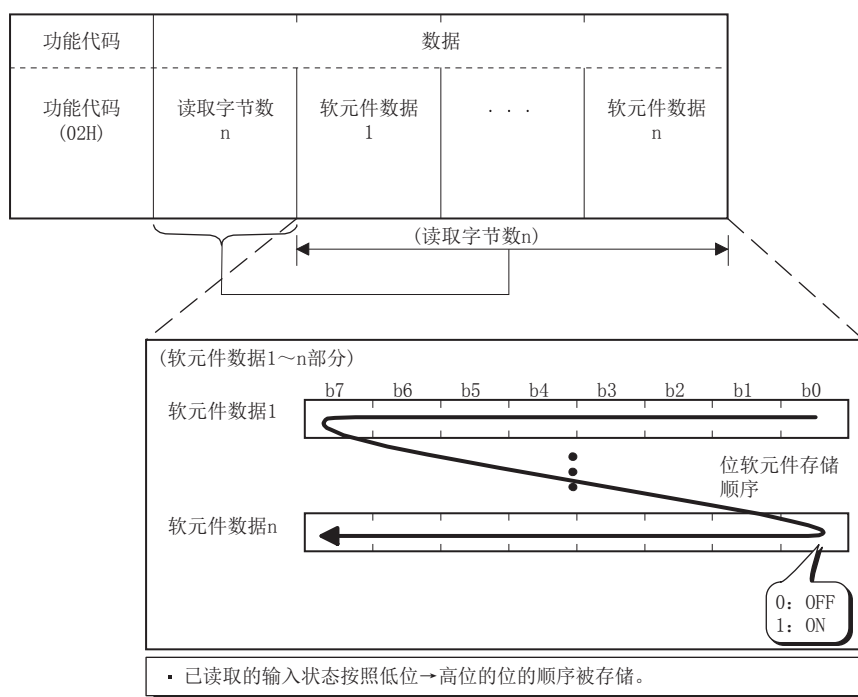 功能代码 数据
功能代码
(02H)
读取字节数
n
软元件数据
1
· · ·
软元件数据
n
(读取字节数n)
(软元件数据1～n部分)
b7 b6 b5 b4 b3 b2 b1 b0
软元件数据1
位软元件存储
顺序
软元件数据n
0: OFF
1: ON
▪ 已读取的输入状态按照低位→高位的位的顺序被存储。